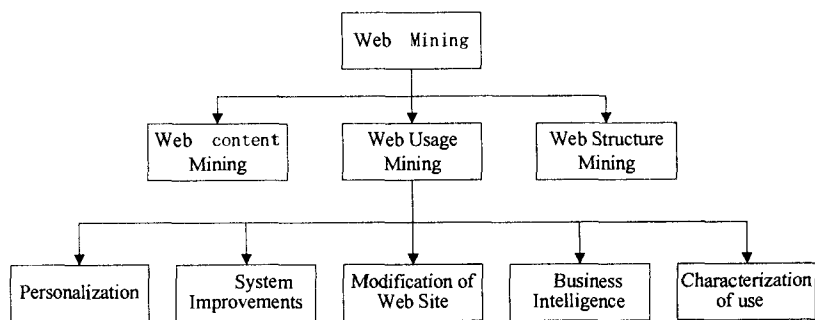 Web Mining
Web content
Mining
Web Usage
Mining
Web Structure
Mining
Personalization
System
Improvements
Modification of
Web Site
Business
Intelligence
Characterization
of use